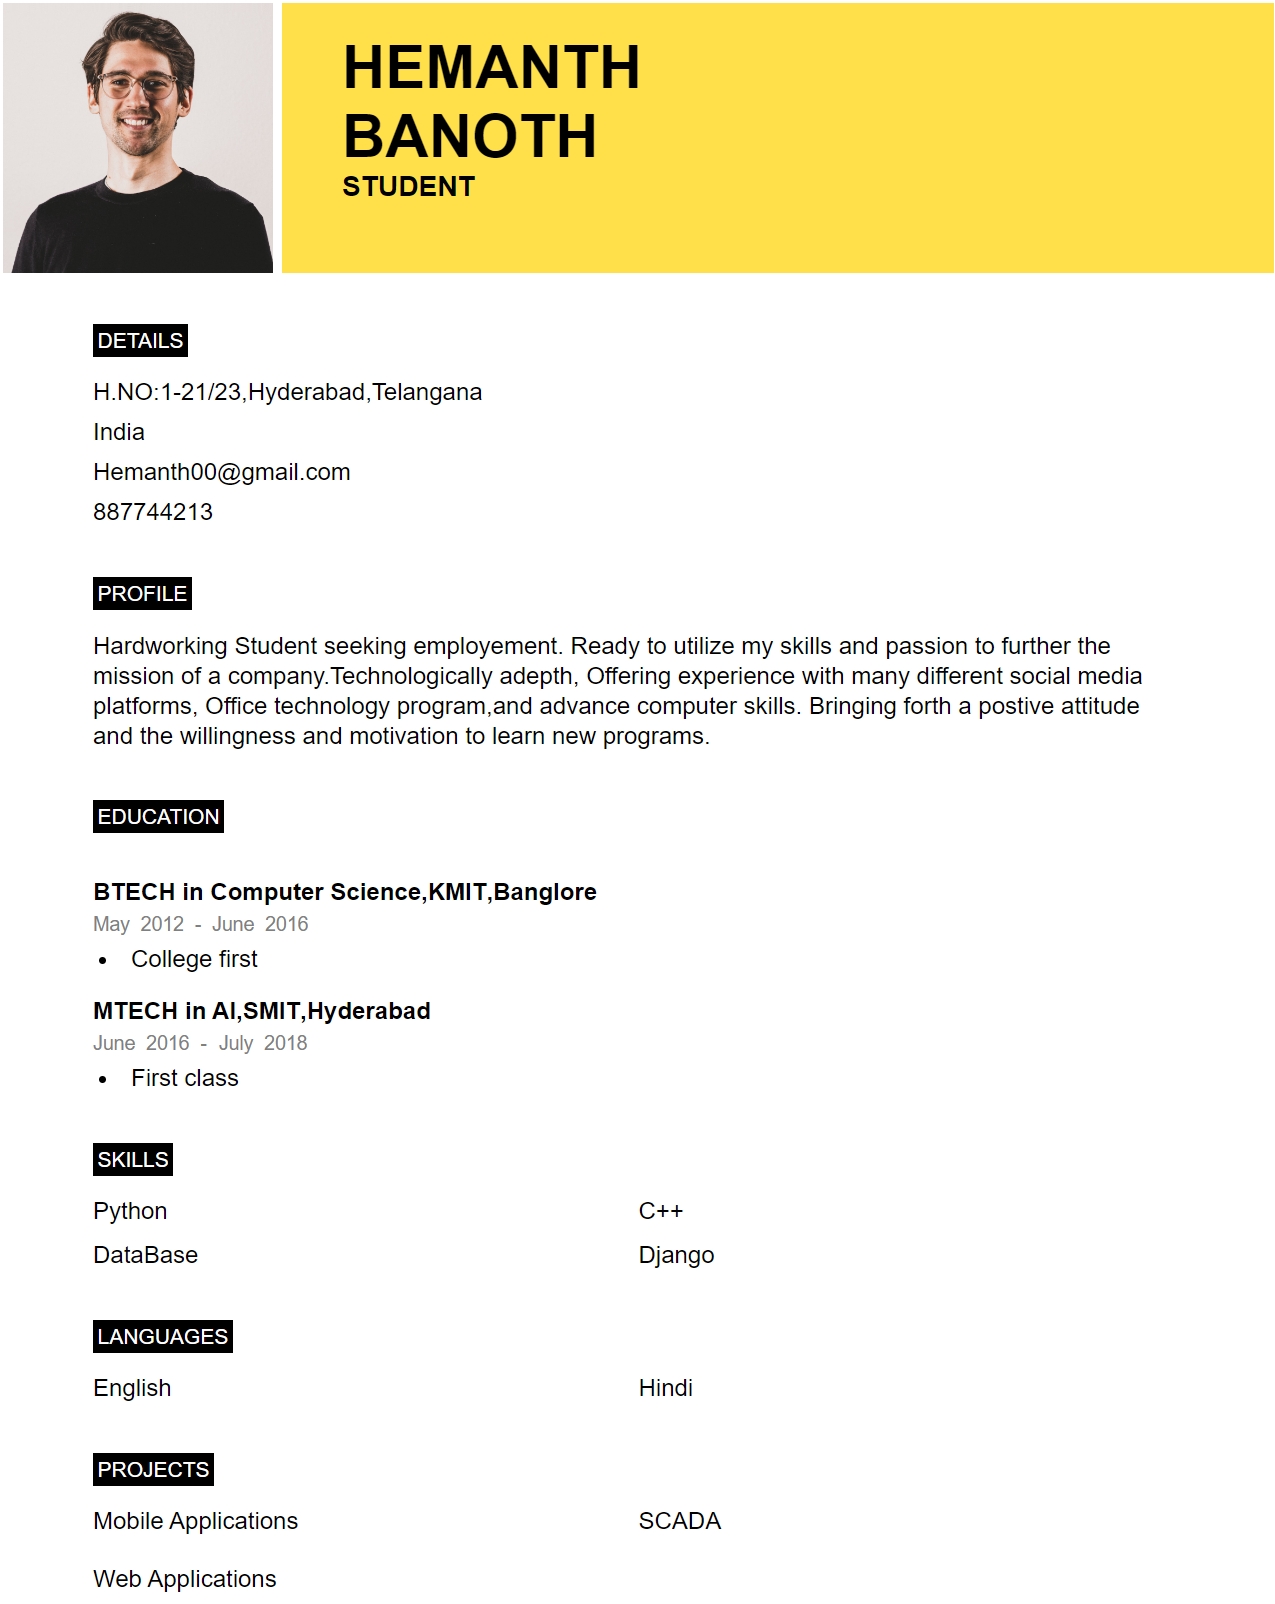 HEMANTH
BANOTH
STUDENT
DETAILS
H.NO:1-21/23,Hyderabad,Telangana
India
Hemanth00@gmail.com
887744213
PROFILE
Hardworking Student seeking employement. Ready to utilize my skills and passion to further the
mission of a company.Technologically adepth, Offering experience with many different social media
platforms, Office technology program,and advance computer skills. Bringing forth a postive attitude
and the willingness and motivation to learn new programs.
EDUCATION
BTECH in Computer Science,KMIT,Banglore
May 2012 - June 2016
• College first
MTECH in AI,SMIT,Hyderabad
June 2016 - July 2018
• First class
SKILLS
Python C++
DataBase Django
LANGUAGES
English Hindi
PROJECTS
Mobile Applications SCADA
Web Applications